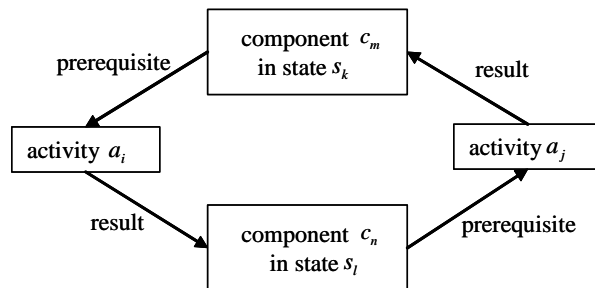 component c_m
in state s_k
prerequisite
result
activity a_i
activity a_j
result
component c_n
in state s_l
prerequisite